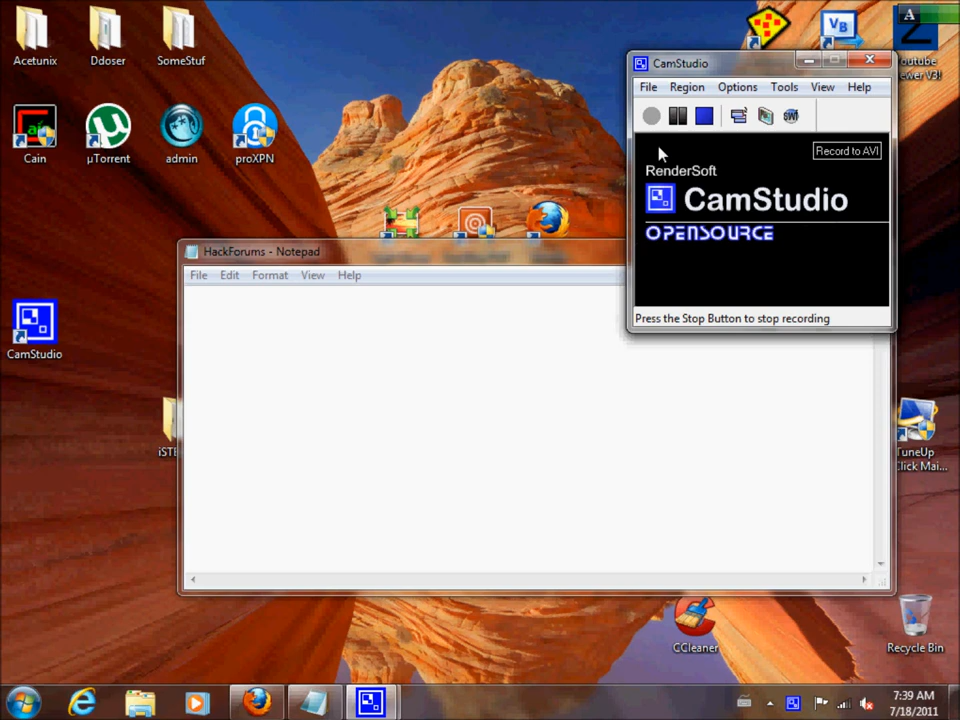 Acetunix
Ddoser
SomeStuf
Cain
µTorrent
admin
proXPN
CamStudio
VB
A
CamStudio
File Region Options Tools View Help
Record to AVI
RenderSoft
CamStudio
OPENSOURCE
Press the Stop Button to stop recording
HackForums - Notepad
File Edit Format View Help
TuneUp
CCleaner
Recycle Bin
7:39 AM
7/18/2011